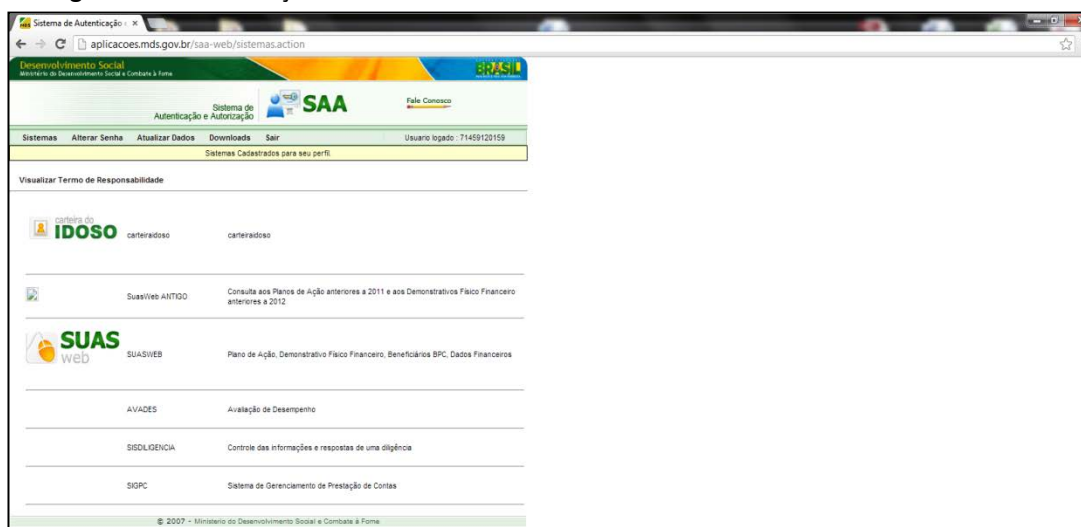 Sistema de Autenticação
aplicacoes.mds.gov.br/saa-web/sistemas.action
Desenvolvimento Social
Ministério do Desenvolvimento Social e Combate à Fome
BRASIL
Sistema de
Autenticação e Autorização
SAA
Fale Conosco
Sistemas Alterar Senha Atualizar Dados Downloads Sair Usuario logado : 71459120159
Sistemas Cadastrados para seu perfil
Visualizar Termo de Responsabilidade
carteira do
IDOSO carteiraidoso carteiraidoso
SuasWeb ANTIGO Consulta aos Planos de Ação anteriores a 2011 e aos Demonstrativos Físico Financeiro
anteriores a 2012
SUAS
web SUASWEB Plano de Ação, Demonstrativo Físico Financeiro, Beneficiários BPC, Dados Financeiros
AVADES Avaliação de Desempenho
SISDILIGENCIA Controle das informações e respostas de uma diligência
SIGPC Sistema de Gerenciamento de Prestação de Contas
© 2007 - Ministerio do Desenvolvimento Social e Combate à Fome